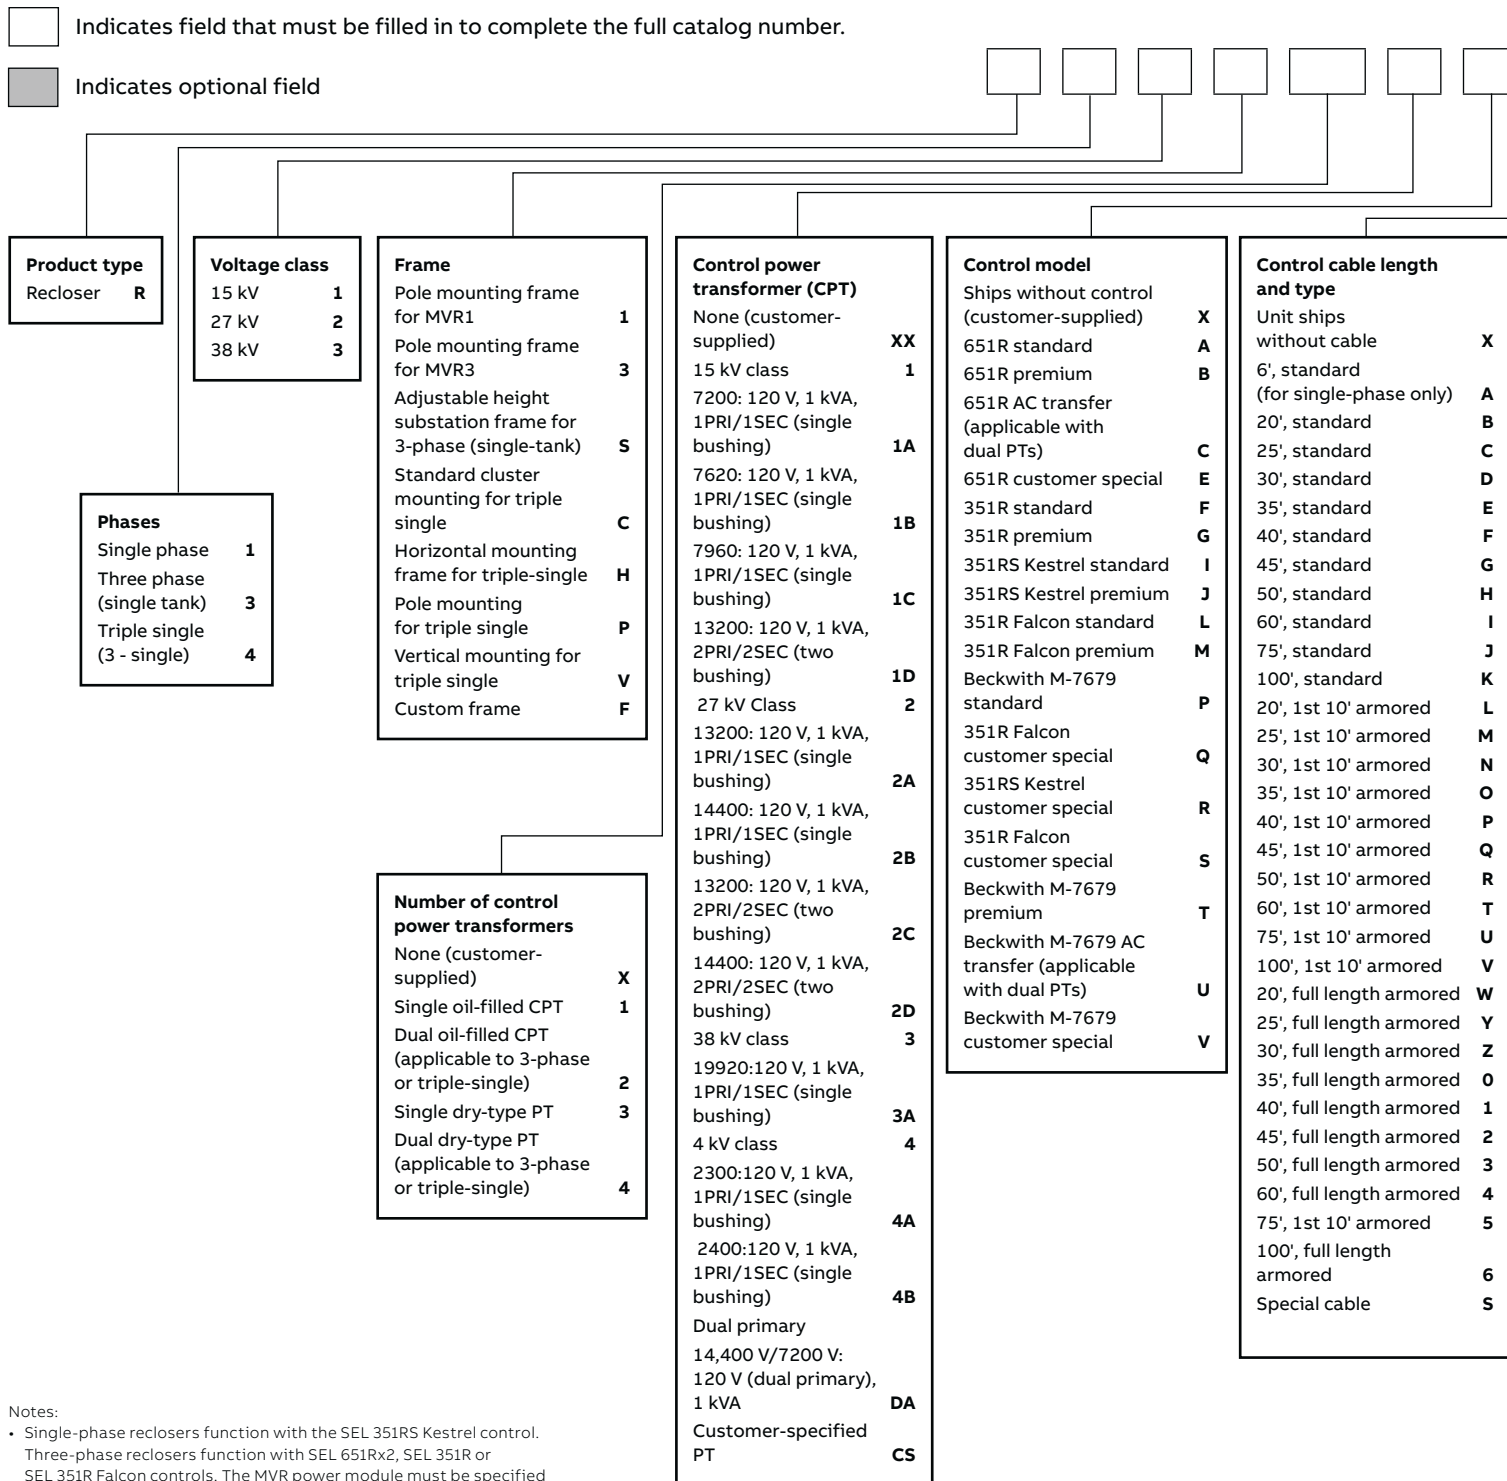 Indicates field that must be filled in to complete the full catalog number.
Indicates optional field
Product type
Recloser R
Phases
Single phase 1
Three phase
(single tank) 3
Triple single
(3 - single) 4
Voltage class
15 kV 1
27 kV 2
38 kV 3
Frame
Pole mounting frame
for MVR1 1
Pole mounting frame
for MVR3 3
Adjustable height
substation frame for
3-phase (single-tank) S
Standard cluster
mounting for triple
single C
Horizontal mounting
frame for triple-single H
Pole mounting
for triple single P
Vertical mounting for
triple single V
Custom frame F
Number of control
power transformers
None (customer-
supplied) X
Single oil-filled CPT 1
Dual oil-filled CPT
(applicable to 3-phase
or triple-single) 2
Single dry-type PT 3
Dual dry-type PT
(applicable to 3-phase
or triple-single) 4
Control power
transformer (CPT)
None (customer-
supplied) XX
15 kV class 1
7200: 120 V, 1 kVA,
1PRI/1SEC (single
bushing) 1A
7620: 120 V, 1 kVA,
1PRI/1SEC (single
bushing) 1B
7960: 120 V, 1 kVA,
1PRI/1SEC (single
bushing) 1C
13200: 120 V, 1 kVA,
2PRI/2SEC (two
bushing) 1D
27 kV Class 2
13200: 120 V, 1 kVA,
1PRI/1SEC (single
bushing) 2A
14400: 120 V, 1 kVA,
1PRI/1SEC (single
bushing) 2B
13200: 120 V, 1 kVA,
2PRI/2SEC (two
bushing) 2C
14400: 120 V, 1 kVA,
2PRI/2SEC (two
bushing) 2D
38 kV class 3
19920:120 V, 1 kVA,
1PRI/1SEC (single
bushing) 3A
4 kV class 4
2300:120 V, 1 kVA,
1PRI/1SEC (single
bushing) 4A
2400:120 V, 1 kVA,
1PRI/1SEC (single
bushing) 4B
Dual primary
14,400 V/7200 V:
120 V (dual primary),
1 kVA DA
Customer-specified
PT CS
Control model
Ships without control
(customer-supplied) X
651R standard A
651R premium B
651R AC transfer
(applicable with
dual PTs) C
651R customer special E
351R standard F
351R premium G
351RS Kestrel standard I
351RS Kestrel premium J
351R Falcon standard L
351R Falcon premium M
Beckwith M-7679
standard P
351R Falcon
customer special Q
351RS Kestrel
customer special R
351R Falcon
customer special S
Beckwith M-7679
premium T
Beckwith M-7679 AC
transfer (applicable
with dual PTs) U
Beckwith M-7679
customer special V
Control cable length
and type
Unit ships
without cable X
6', standard
(for single-phase only) A
20', standard B
25', standard C
30', standard D
35', standard E
40', standard F
45', standard G
50', standard H
60', standard I
75', standard J
100', standard K
20', 1st 10' armored L
25', 1st 10' armored M
30', 1st 10' armored N
35', 1st 10' armored O
40', 1st 10' armored P
45', 1st 10' armored Q
50', 1st 10' armored R
60', 1st 10' armored T
75', 1st 10' armored U
100', 1st 10' armored V
20', full length armored W
25', full length armored Y
30', full length armored Z
35', full length armored 0
40', full length armored 1
45', full length armored 2
50', full length armored 3
60', full length armored 4
75', 1st 10' armored 5
100', full length
armored 6
Special cable S
Notes:
• Single-phase reclosers function with the SEL 351RS Kestrel control.
Three-phase reclosers function with SEL 651Rx2, SEL 351R or
SEL 351R Falcon controls. The MVR power module must be specified